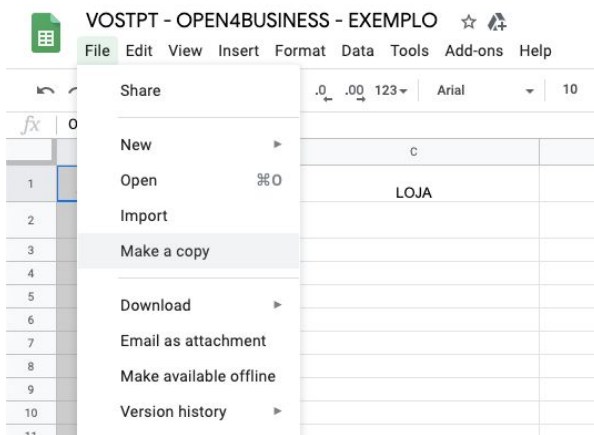 VOSTPT - OPEN4BUSINESS - EXEMPLO
File Edit View Insert Format Data Tools Add-ons Help
Share .0 .00 123 Arial 10
fx O
New C
1 LOJA
Open ⌘O
2 Import
3 Make a copy
4
5 Download
6
7 Email as attachment
8 Make available offline
9
10 Version history
11